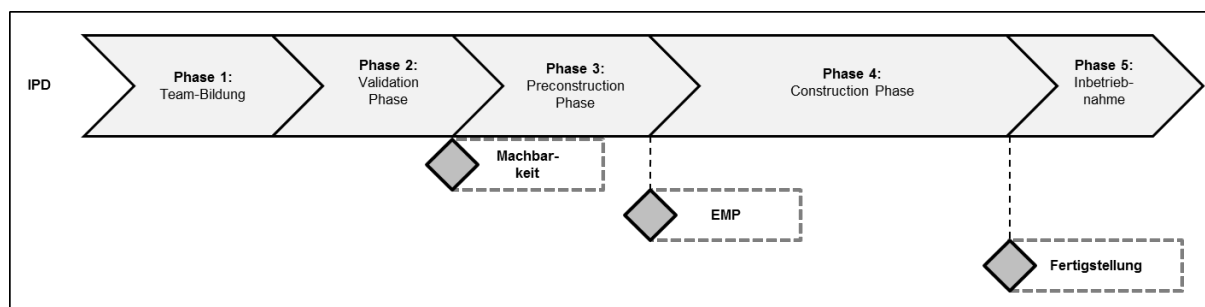 IPD
Phase 1:
Team-Bildung
Phase 2:
Validation
Phase
Phase 3:
Preconstruction
Phase
Phase 4:
Construction Phase
Phase 5:
Inbetrieb-
nahme
Machbar-
keit
EMP
Fertigstellung